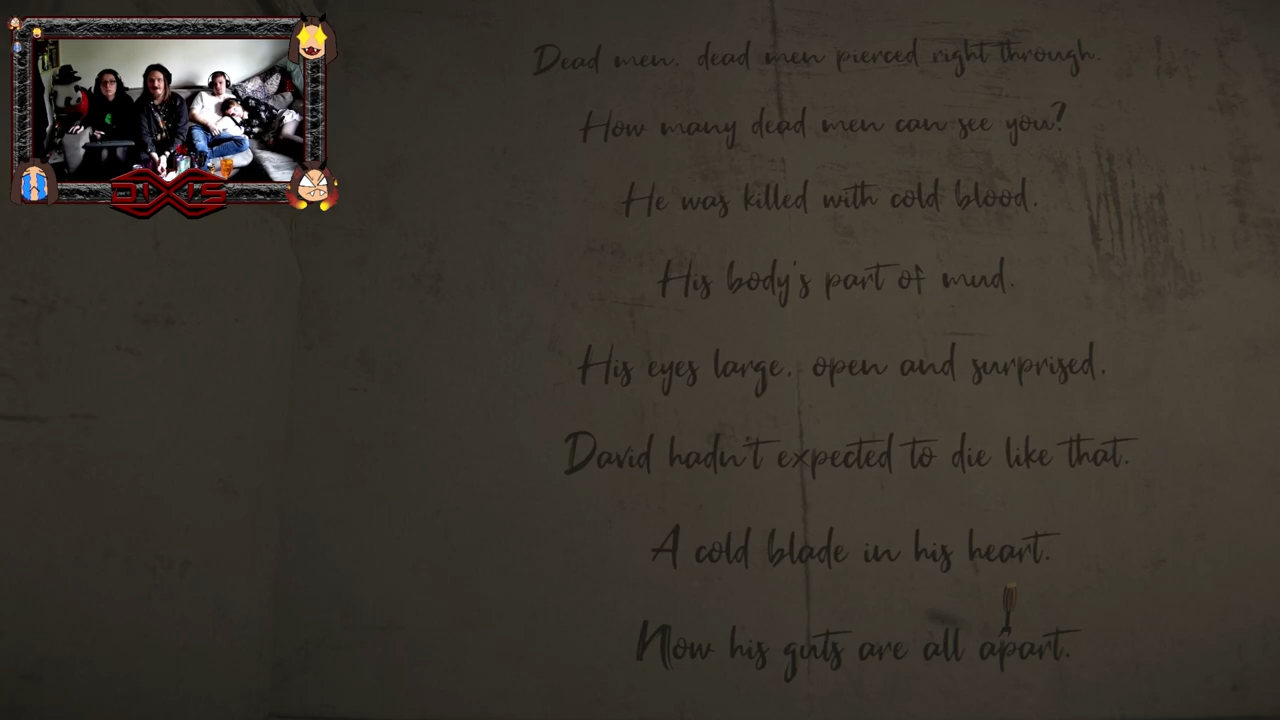 Dead men, dead men pierced right through.
How many dead men can see you?
He was killed with cold blood.
His body's part of mud.
His eyes large, open and surprised.
David hadn't expected to die like that.
A cold blade in his heart.
Now his guts are all apart.
DIXIS